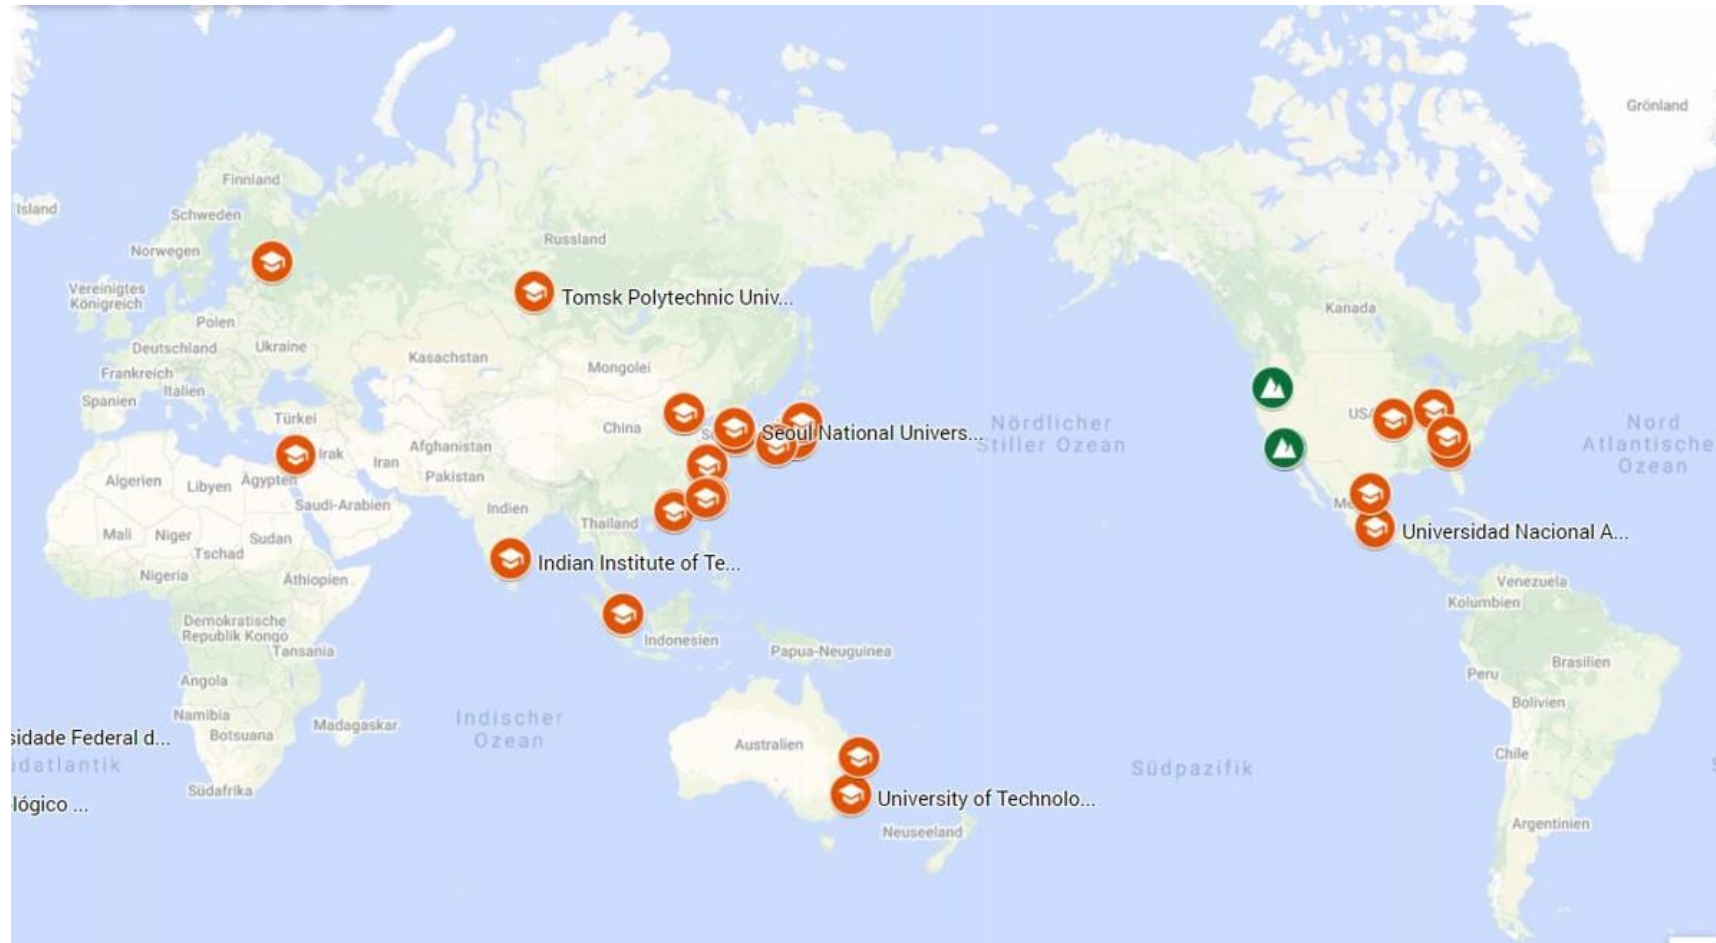 Grönland
Finnland
Island
Schweden
Russland
Norwegen
Vereinigtes
Königreich
Tomsk Polytechnic Univ...
Kanada
Polen
Deutschland
Ukraine
Kasachstan
Mongolei
Frankreich
Italien
Spanien
Türkei
China
Seoul National Univers...
Nördlicher
Stiller Ozean
US
Nord
Atlantische
Ozean
Afghanistan
Irak
Iran
Pakistan
Algerien
Libyen
Ägypten
Saudi-Arabien
Indien
Thailand
Me
Universidad Nacional A...
Mali
Niger
Sudan
Tschad
Nigeria
Äthiopien
Indian Institute of Te...
Venezuela
Kolumbien
Demokratische
Republik Kongo
Tansania
Indonesien
Papua-Neuguinea
Brasilien
Peru
Angola
Bolivien
Namibia
Botsuana
Madagaskar
Indischer
Ozean
Australien
sidade Federal d...
datlantik
Chile
Südpazifik
Südafrika
lógico ...
University of Technolo...
Neuseeland
Argentinien